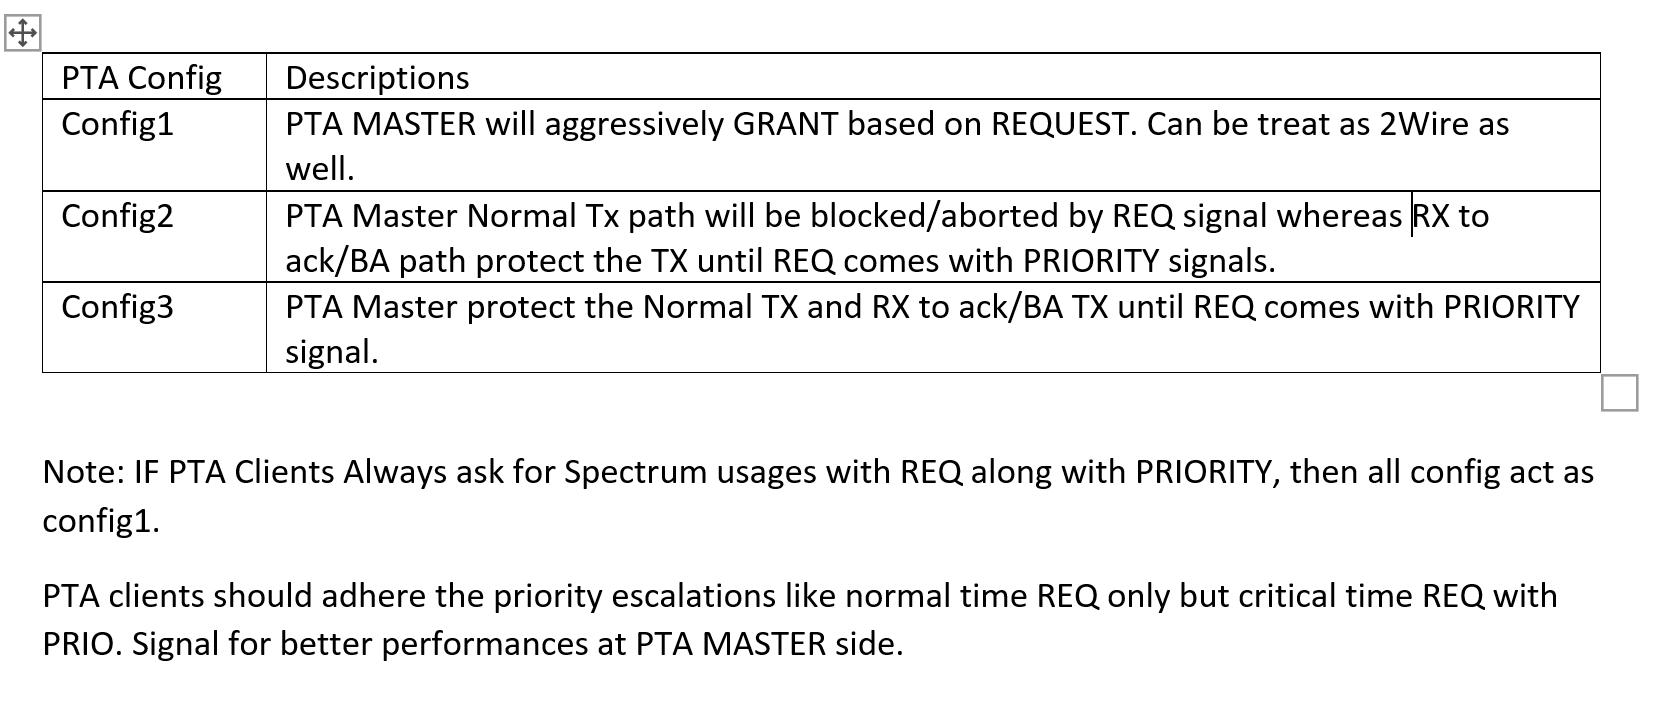 PTA Config Descriptions
Config1 PTA MASTER will aggressively GRANT based on REQUEST. Can be treat as 2Wire as
well.
Config2 PTA Master Normal Tx path will be blocked/aborted by REQ signal whereas RX to
ack/BA path protect the TX until REQ comes with PRIORITY signals.
Config3 PTA Master protect the Normal TX and RX to ack/BA TX until REQ comes with PRIORITY
signal.
Note: IF PTA Clients Always ask for Spectrum usages with REQ along with PRIORITY, then all config act as
config1.
PTA clients should adhere the priority escalations like normal time REQ only but critical time REQ with
PRIO. Signal for better performances at PTA MASTER side.